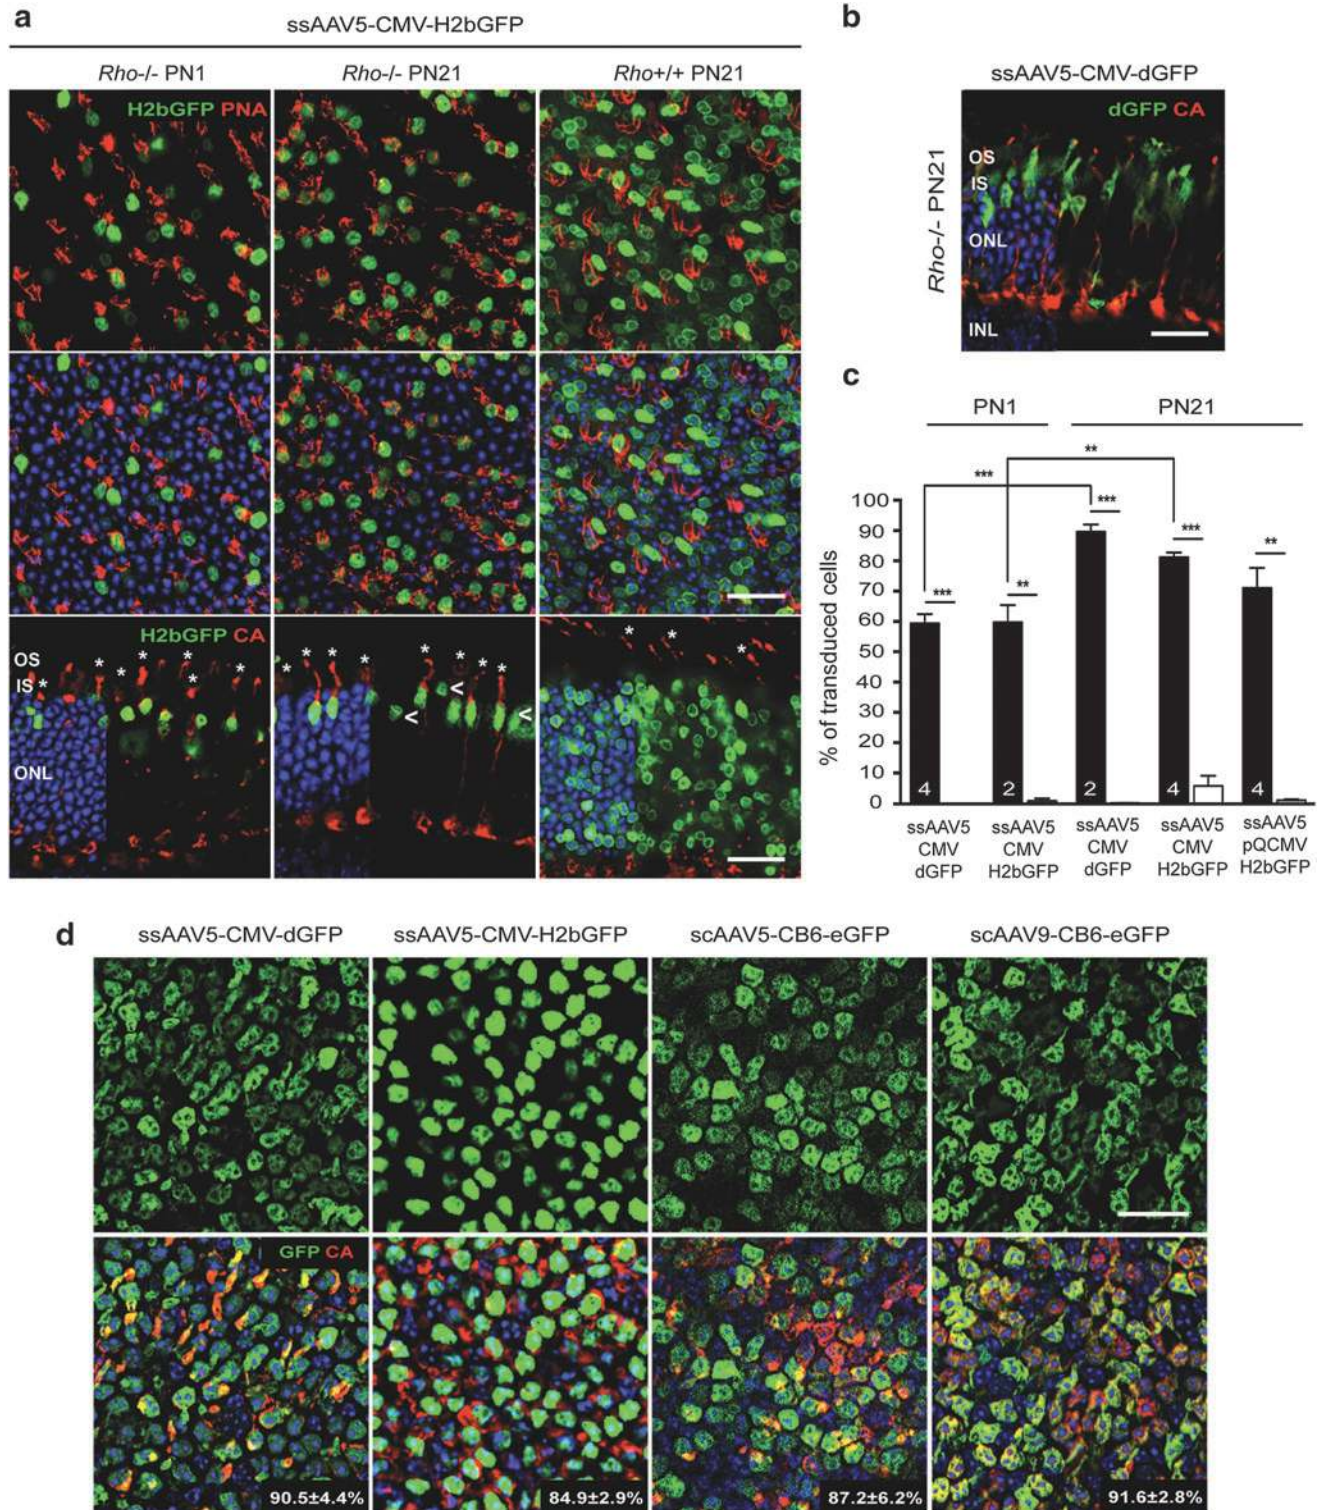 a
ssAAV5-CMV-H2bGFP
Rho-/- PN1
Rho-/- PN21
Rho+/+ PN21
H2bGFP PNA
H2bGFP CA
OS
IS
ONL
* * * * * * * *
* * * * * * *
< < <
* * *
b
ssAAV5-CMV-dGFP
Rho-/- PN21
dGFP CA
OS
IS
ONL
INL
c
PN1
PN21
**
***
***
***
**
***
**
% of transduced cells
100
90
80
70
60
50
40
30
20
10
0
4
2
2
4
4
ssAAV5 CMV dGFP
ssAAV5 CMV H2bGFP
ssAAV5 CMV dGFP
ssAAV5 CMV H2bGFP
ssAAV5 pQCMV H2bGFP
d
ssAAV5-CMV-dGFP
ssAAV5-CMV-H2bGFP
scAAV5-CB6-eGFP
scAAV9-CB6-eGFP
GFP CA
90.5±4.4%
84.9±2.9%
87.2±6.2%
91.6±2.8%